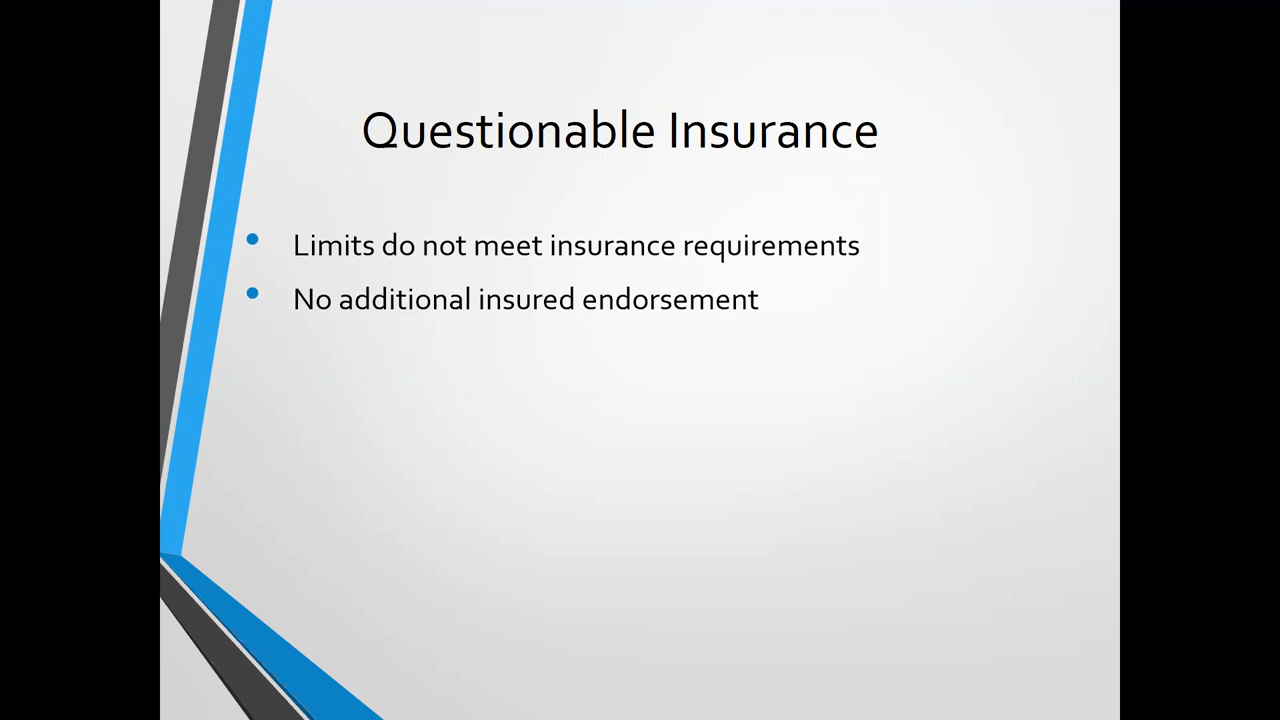 Questionable Insurance
Limits do not meet insurance requirements
No additional insured endorsement